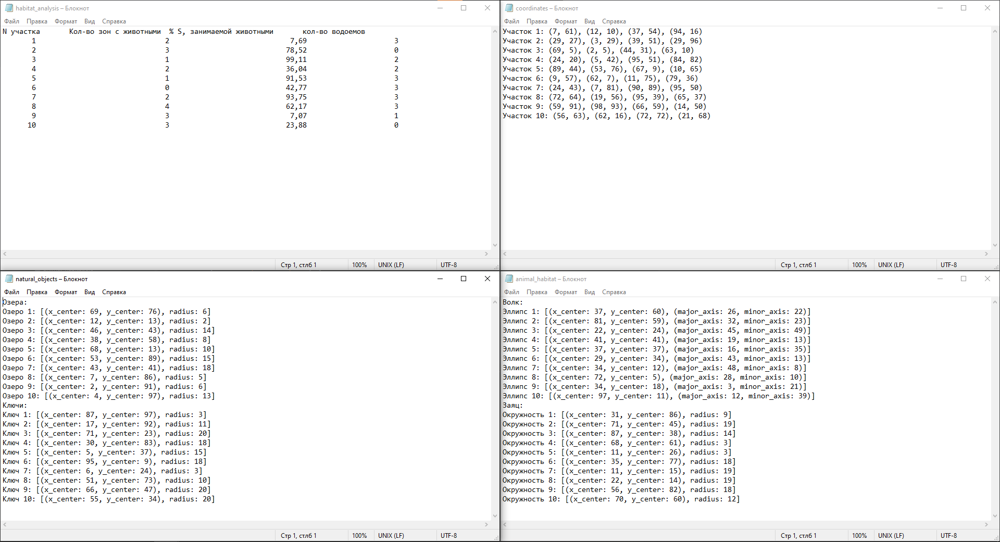 habitat_analysis – Блокнот
Файл Правка Формат Вид Справка
N участка Кол-во зон с животными % S, занимаемой животными кол-во водоемов
1 2 7,69 3
2 3 78,52 0
3 1 99,11 2
4 2 36,04 2
5 1 91,53 3
6 0 42,77 3
7 2 93,75 3
8 4 62,17 3
9 3 7,07 1
10 3 23,88 0
Стр 1, стлб 1 100% UNIX (LF) UTF-8
coordinates – Блокнот
Файл Правка Формат Вид Справка
Участок 1: (7, 61), (12, 10), (37, 54), (94, 16)
Участок 2: (29, 27), (3, 29), (39, 51), (29, 96)
Участок 3: (69, 5), (2, 5), (44, 31), (63, 10)
Участок 4: (24, 20), (5, 42), (95, 51), (84, 82)
Участок 5: (89, 44), (53, 76), (67, 9), (10, 65)
Участок 6: (9, 57), (62, 7), (11, 75), (79, 36)
Участок 7: (24, 43), (7, 81), (90, 89), (95, 50)
Участок 8: (72, 64), (19, 56), (95, 39), (65, 37)
Участок 9: (59, 91), (98, 93), (66, 59), (14, 50)
Участок 10: (56, 63), (62, 16), (72, 72), (21, 68)
Стр 1, стлб 1 100% UNIX (LF) UTF-8
natural_objects – Блокнот
Файл Правка Формат Вид Справка
Озера:
Озеро 1: [(x_center: 69, y_center: 76), radius: 6]
Озеро 2: [(x_center: 12, y_center: 13), radius: 2]
Озеро 3: [(x_center: 46, y_center: 43), radius: 14]
Озеро 4: [(x_center: 38, y_center: 58), radius: 8]
Озеро 5: [(x_center: 68, y_center: 13), radius: 10]
Озеро 6: [(x_center: 53, y_center: 89), radius: 15]
Озеро 7: [(x_center: 43, y_center: 41), radius: 18]
Озеро 8: [(x_center: 7, y_center: 86), radius: 5]
Озеро 9: [(x_center: 2, y_center: 91), radius: 6]
Озеро 10: [(x_center: 4, y_center: 97), radius: 13]
Ключи:
Ключ 1: [(x_center: 87, y_center: 97), radius: 3]
Ключ 2: [(x_center: 17, y_center: 92), radius: 11]
Ключ 3: [(x_center: 71, y_center: 23), radius: 20]
Ключ 4: [(x_center: 30, y_center: 83), radius: 18]
Ключ 5: [(x_center: 5, y_center: 37), radius: 15]
Ключ 6: [(x_center: 95, y_center: 9), radius: 18]
Ключ 7: [(x_center: 6, y_center: 24), radius: 3]
Ключ 8: [(x_center: 51, y_center: 73), radius: 10]
Ключ 9: [(x_center: 66, y_center: 47), radius: 20]
Ключ 10: [(x_center: 55, y_center: 34), radius: 20]
Стр 1, стлб 1 100% UNIX (LF) UTF-8
animal_habitat – Блокнот
Файл Правка Формат Вид Справка
Волк:
Эллипс 1: [(x_center: 37, y_center: 60), (major_axis: 26, minor_axis: 22)]
Эллипс 2: [(x_center: 81, y_center: 59), (major_axis: 32, minor_axis: 23)]
Эллипс 3: [(x_center: 22, y_center: 24), (major_axis: 45, minor_axis: 49)]
Эллипс 4: [(x_center: 41, y_center: 41), (major_axis: 19, minor_axis: 13)]
Эллипс 5: [(x_center: 37, y_center: 37), (major_axis: 16, minor_axis: 35)]
Эллипс 6: [(x_center: 29, y_center: 34), (major_axis: 43, minor_axis: 13)]
Эллипс 7: [(x_center: 34, y_center: 12), (major_axis: 48, minor_axis: 8)]
Эллипс 8: [(x_center: 72, y_center: 5), (major_axis: 28, minor_axis: 10)]
Эллипс 9: [(x_center: 34, y_center: 18), (major_axis: 3, minor_axis: 21)]
Эллипс 10: [(x_center: 97, y_center: 11), (major_axis: 12, minor_axis: 39)]
Заяц:
Окружность 1: [(x_center: 31, y_center: 86), radius: 9]
Окружность 2: [(x_center: 71, y_center: 45), radius: 19]
Окружность 3: [(x_center: 87, y_center: 38), radius: 14]
Окружность 4: [(x_center: 68, y_center: 61), radius: 3]
Окружность 5: [(x_center: 11, y_center: 26), radius: 3]
Окружность 6: [(x_center: 35, y_center: 77), radius: 18]
Окружность 7: [(x_center: 11, y_center: 15), radius: 19]
Окружность 8: [(x_center: 22, y_center: 14), radius: 19]
Окружность 9: [(x_center: 56, y_center: 82), radius: 18]
Окружность 10: [(x_center: 70, y_center: 60), radius: 12]
Стр 1, стлб 1 100% UNIX (LF) UTF-8